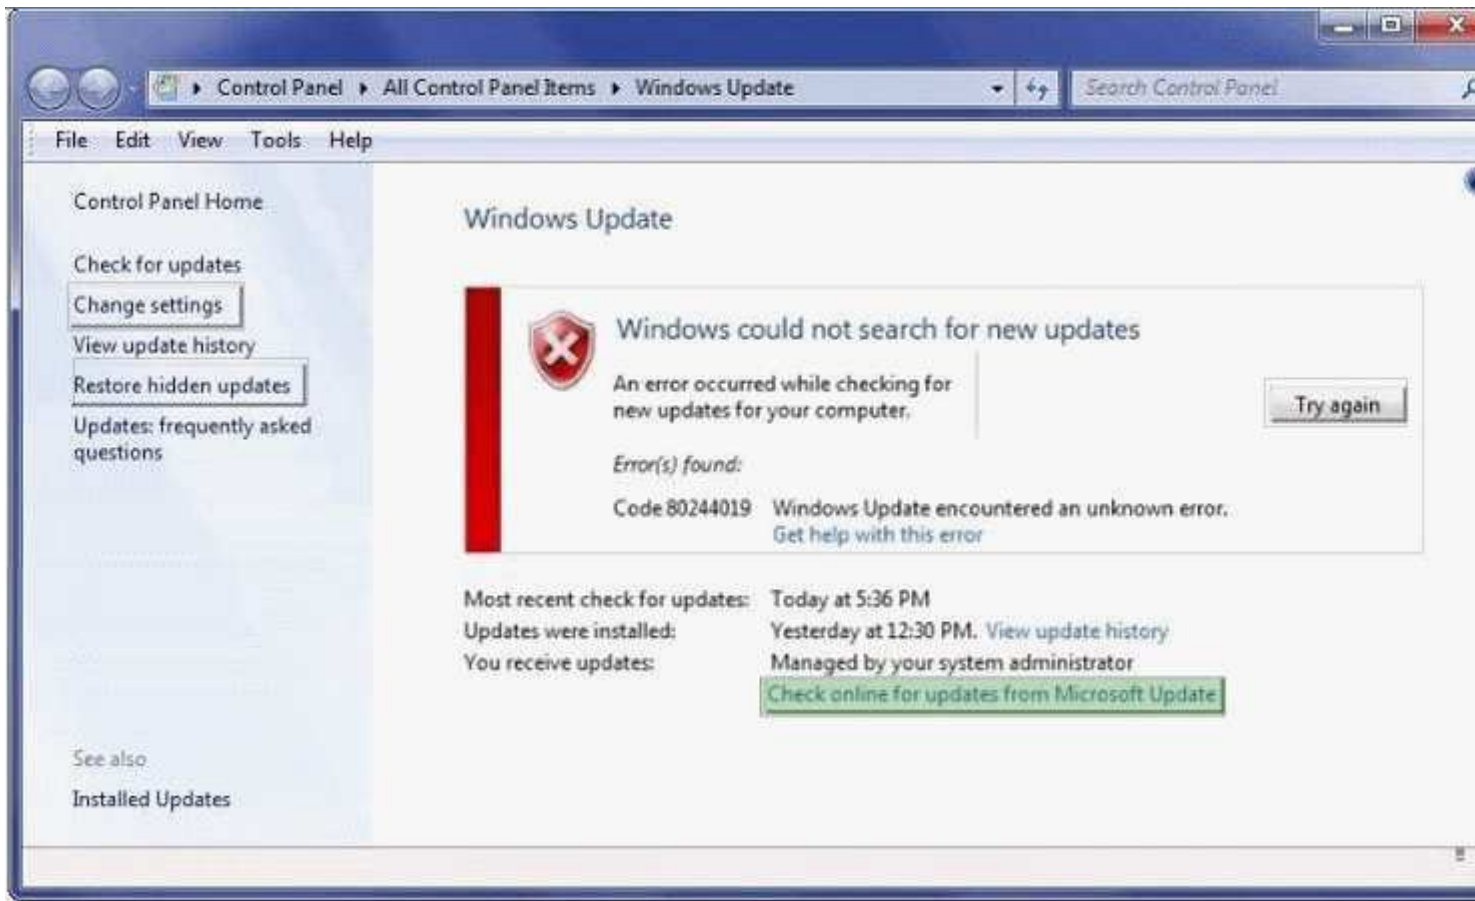 Control Panel ▸ All Control Panel Items ▸ Windows Update
Search Control Panel
File Edit View Tools Help
Control Panel Home
Check for updates
Change settings
View update history
Restore hidden updates
Updates: frequently asked
questions
See also
Installed Updates
Windows Update
Windows could not search for new updates
An error occurred while checking for
new updates for your computer.
Try again
Error(s) found:
Code 80244019 Windows Update encountered an unknown error.
Get help with this error
Most recent check for updates: Today at 5:36 PM
Updates were installed: Yesterday at 12:30 PM. View update history
You receive updates: Managed by your system administrator
Check online for updates from Microsoft Update